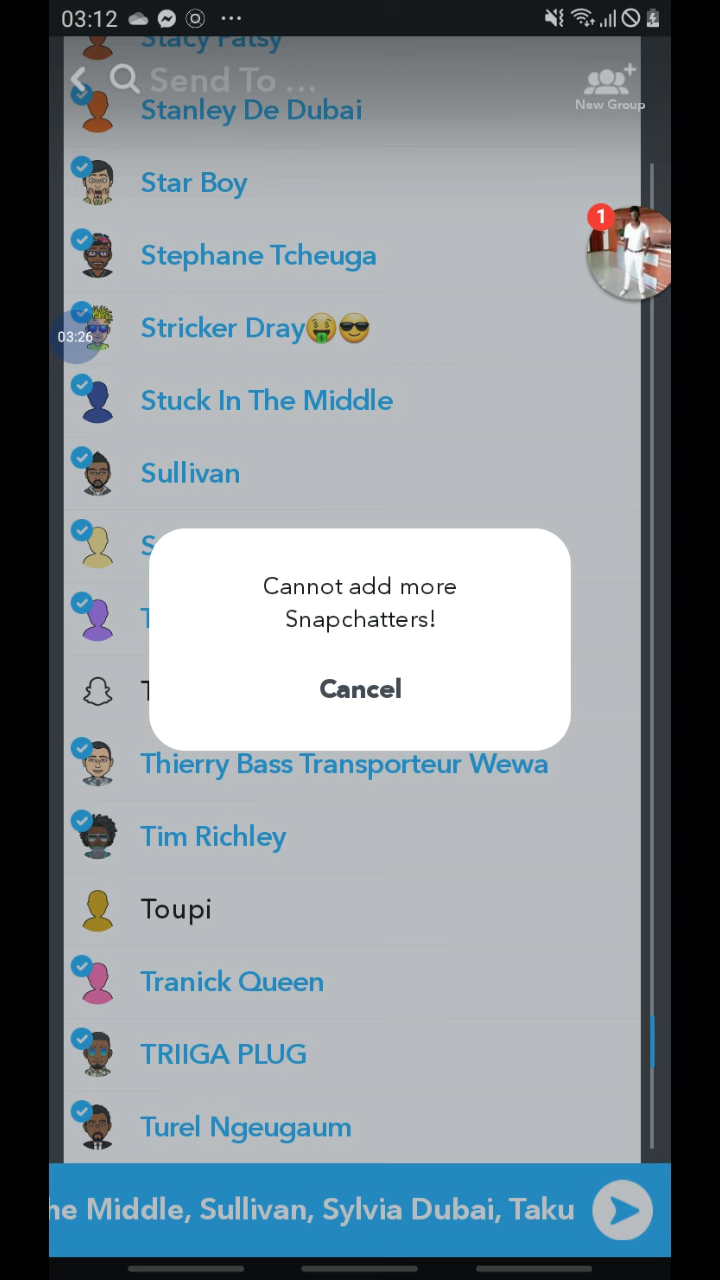 03:12
Stacy Patsy
Send To ...
New Group
Stanley De Dubai
Star Boy
1
Stephane Tcheuga
03:26
Stricker Dray🤑😎
Stuck In The Middle
Sullivan
S
Cannot add more
Snapchatters!
T
Cancel
T
Thierry Bass Transporteur Wewa
Tim Richley
Toupi
Tranick Queen
TRIIGA PLUG
Turel Ngeugaum
he Middle, Sullivan, Sylvia Dubai, Taku